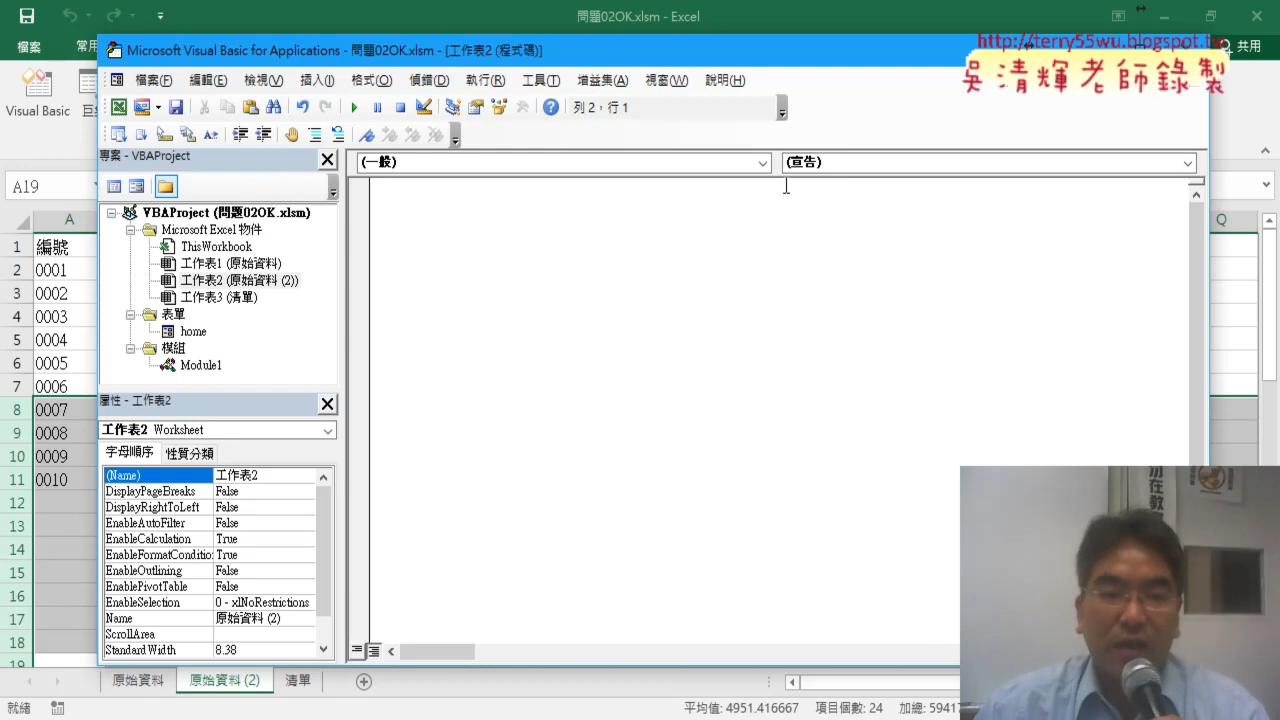 問題02OK.xlsm - Excel
檔案
常用
共用
Microsoft Visual Basic for Applications - 問題02OK.xlsm - [工作表2 (程式碼)]
http://terry55wu.blogspot.tw
吳清輝老師錄製
檔案(F) 編輯(E) 檢視(V) 插入(I) 格式(O) 偵錯(D) 執行(R) 工具(T) 增益集(A) 視窗(W) 說明(H)
列 2，行 1
Visual Basic
專案 - VBAProject
(一般)
(宣告)
A19
VBAProject (問題02OK.xlsm)
Microsoft Excel 物件
ThisWorkbook
工作表1 (原始資料)
工作表2 (原始資料 (2))
工作表3 (清單)
表單
home
模組
Module1
A
Q
1 編號
2 0001
3 0002
4 0003
5 0004
6 0005
7 0006
8 0007
9 0008
10 0009
11 0010
12
13
14
15
16
17
18
19
屬性 - 工作表2
工作表2 Worksheet
字母順序 性質分類
(Name) 工作表2
DisplayPageBreaks False
DisplayRightToLeft False
EnableAutoFilter False
EnableCalculation True
EnableFormatConditio True
EnableOutlining False
EnablePivotTable False
EnableSelection 0 - xlNoRestrictions
Name 原始資料 (2)
ScrollArea
StandardWidth 8.38
原始資料 原始資料 (2) 清單
就緒
平均值: 4951.416667 項目個數: 24 加總: 59417